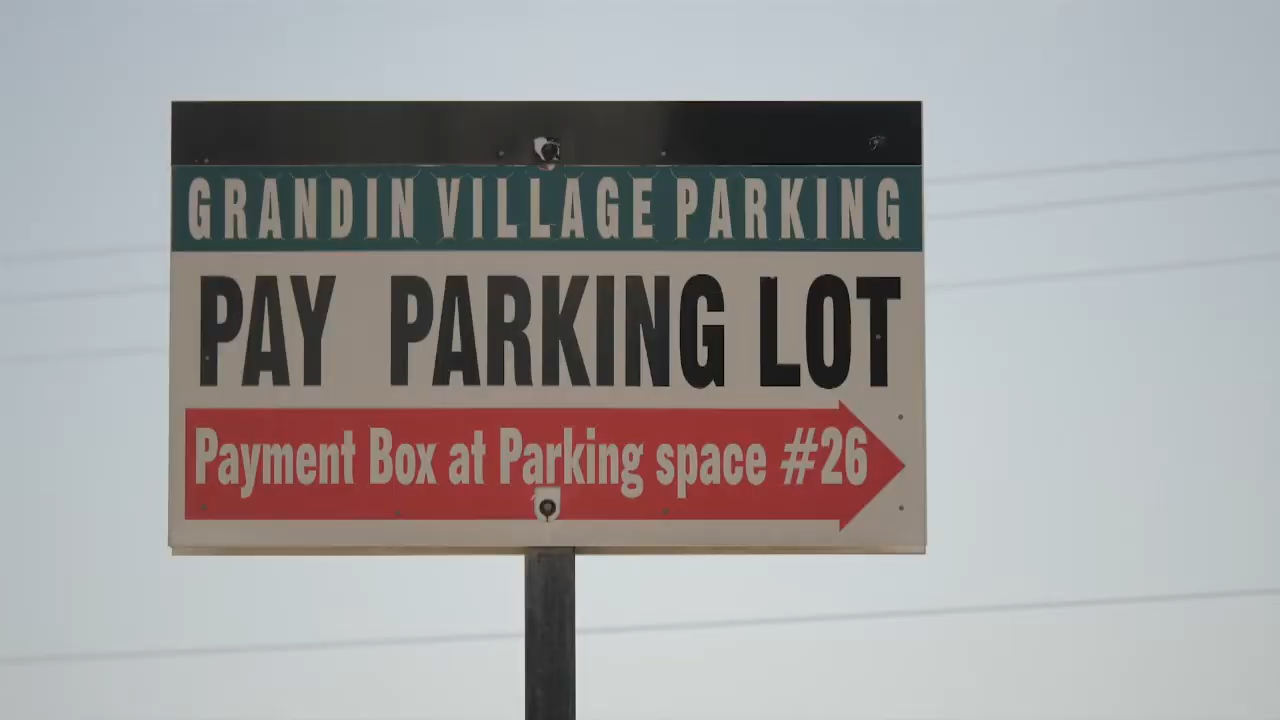 GRANDIN VILLAGE PARKING
PAY PARKING LOT
Payment Box at Parking space #26